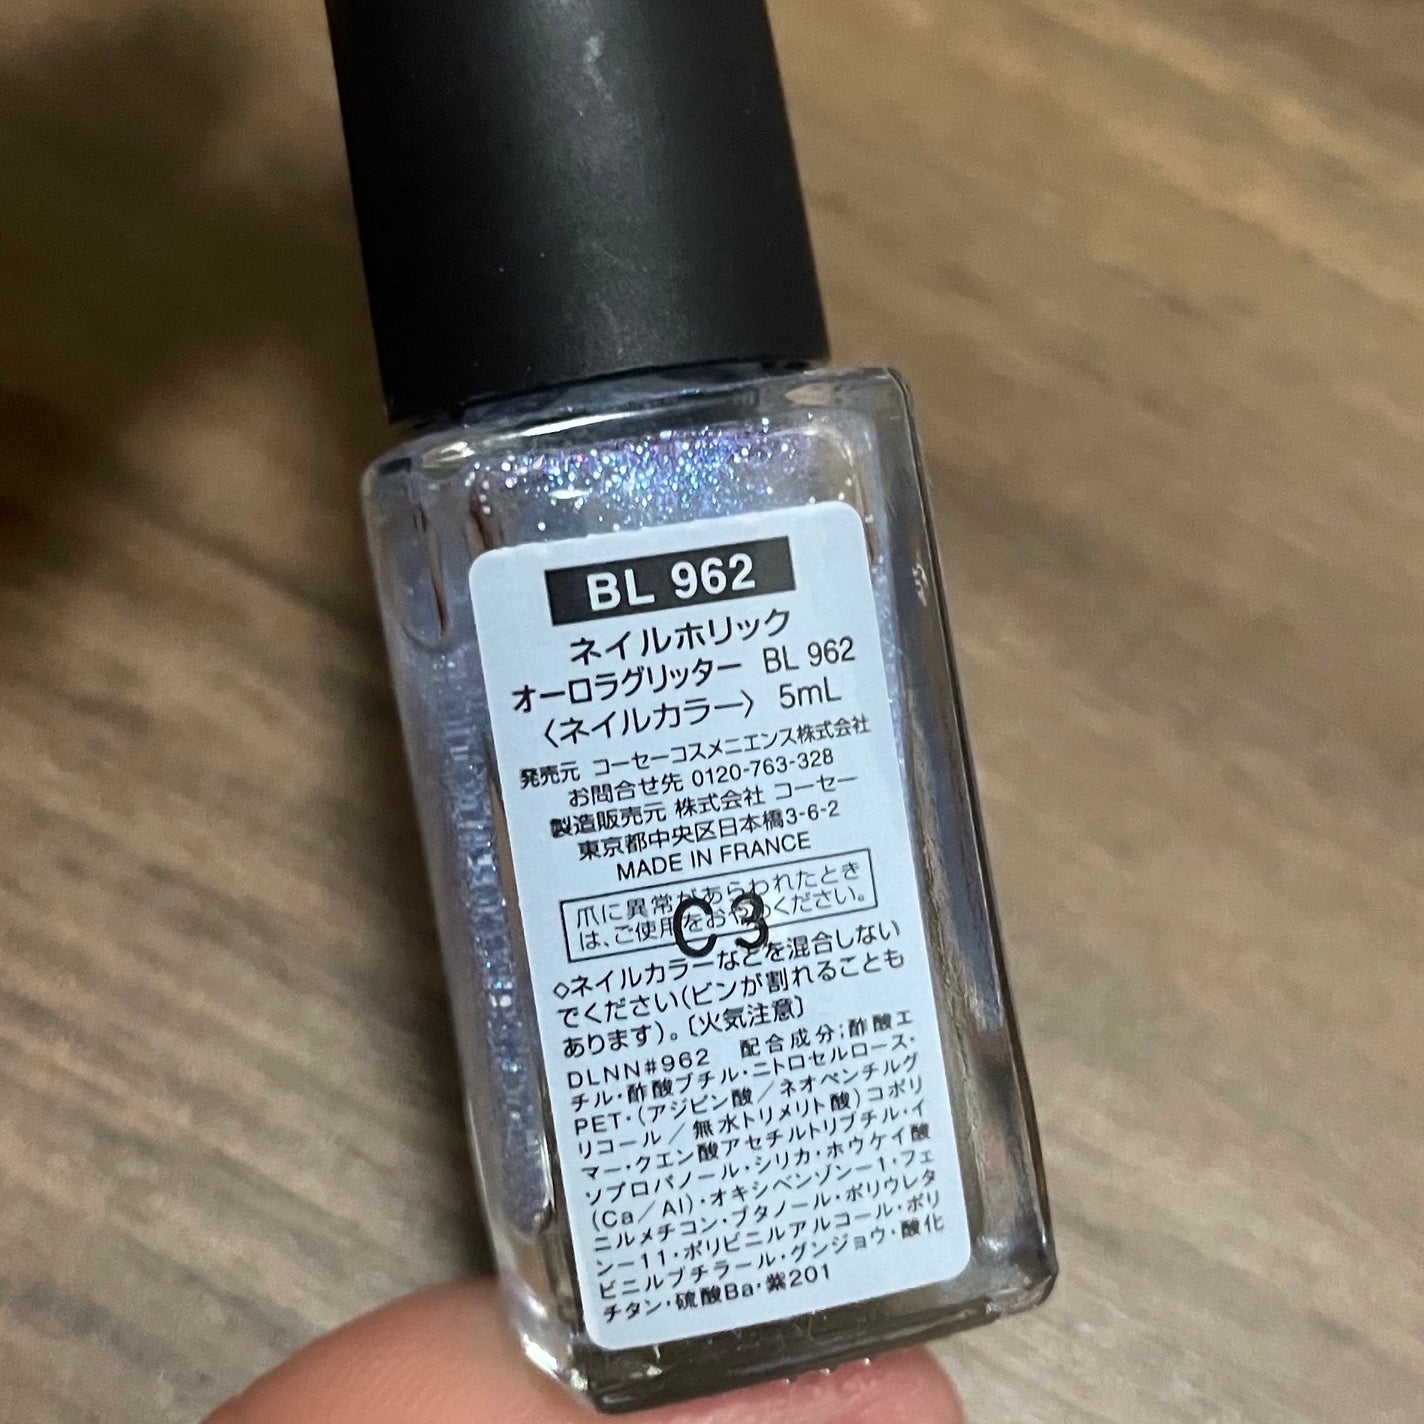 BL 962
ネイルホリック
オーロラグリッター BL 962
〈ネイルカラー〉 5mL
発売元 コーセーコスメニエンス株式会社
お問合せ先 0120-763-328
製造販売元 株式会社 コーセー
東京都中央区日本橋3-6-2
MADE IN FRANCE
爪に異常があらわれたとき
は、ご使用をおやめください。
C3
◇ネイルカラーなどを混合しない
でください(ビンが割れることも
あります)。〔火気注意〕
DLNN#962 配合成分;酢酸エ
チル・酢酸ブチル・ニトロセルロース・
PET・(アジピン酸/ネオペンチルグ
リコール/無水トリメリト酸)コポリ
マー・クエン酸アセチルトリブチル・イ
ソプロパノール・シリカ・ホウケイ酸
(Ca/Al)・オキシベンゾン-1・フェ
ニルメチコン・ブタノール・ポリウレタ
ン-11・ポリビニルアルコール・ポリ
ビニルブチラール・グンジョウ・酸化
チタン・硫酸Ba・紫201